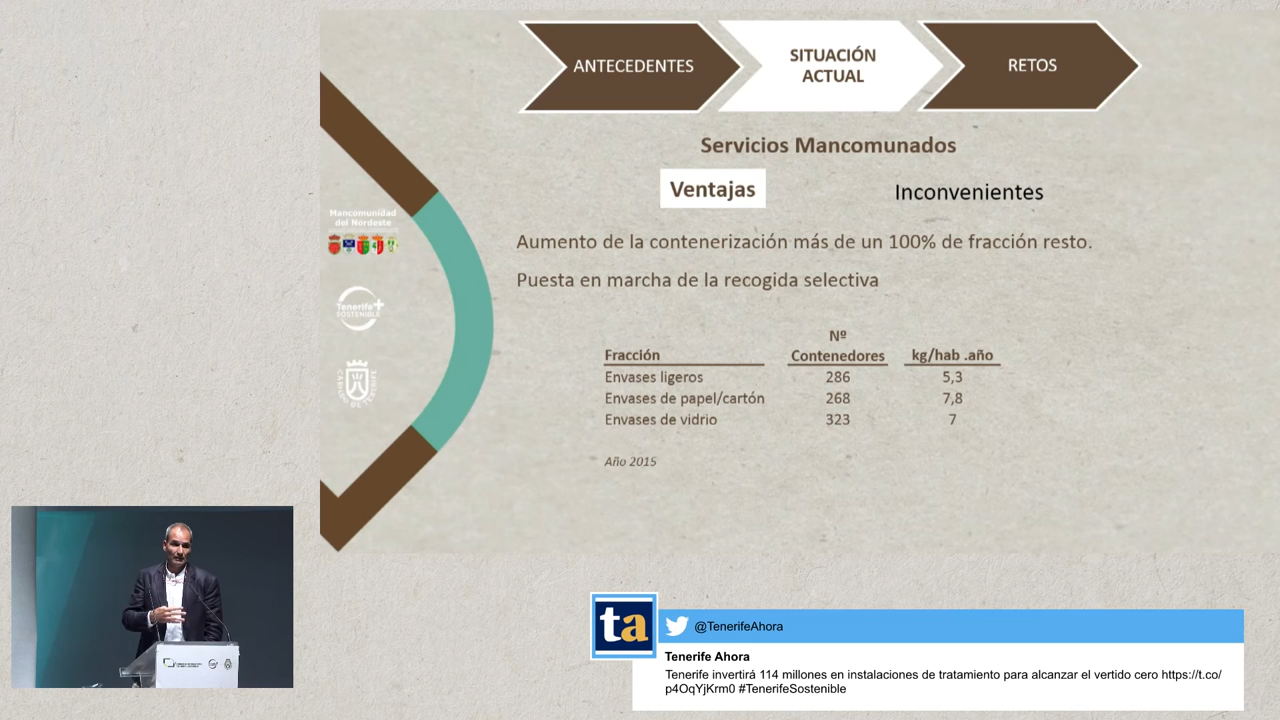 ANTECEDENTES
SITUACIÓN
ACTUAL
RETOS
Servicios Mancomunados
Ventajas
Inconvenientes
Aumento de la contenerización más de un 100% de fracción resto.
Puesta en marcha de la recogida selectiva
Fracción Nº Contenedores kg/hab .año
Envases ligeros 286 5,3
Envases de papel/cartón 268 7,8
Envases de vidrio 323 7
Año 2015
Mancomunidad
del Nordeste
Tenerife+
SOSTENIBLE
CABILDO DE TENERIFE
ta
@TenerifeAhora
Tenerife Ahora
Tenerife invertirá 114 millones en instalaciones de tratamiento para alcanzar el vertido cero https://t.co/
p4OqYjKrm0 #TenerifeSostenible